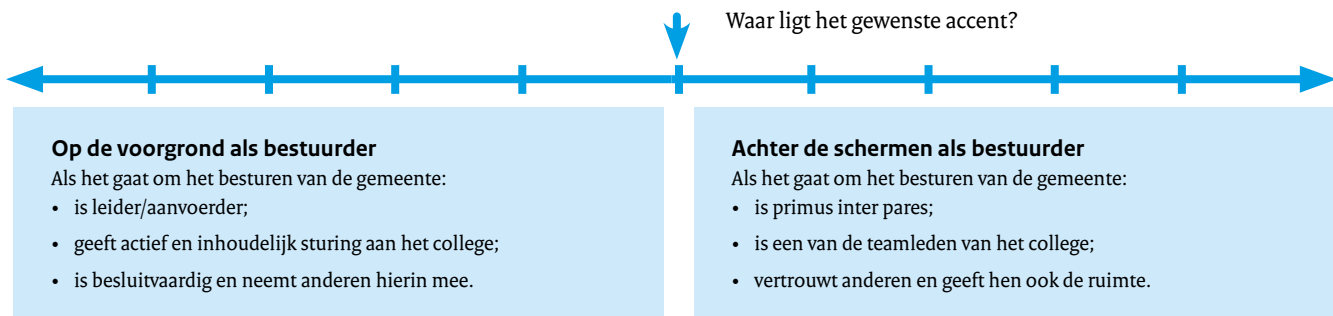 Waar ligt het gewenste accent?
Op de voorgrond als bestuurder
Als het gaat om het besturen van de gemeente:
• is leider/aanvoerder;
• geeft actief en inhoudelijk sturing aan het college;
• is besluitvaardig en neemt anderen hierin mee.
Achter de schermen als bestuurder
Als het gaat om het besturen van de gemeente:
• is primus inter pares;
• is een van de teamleden van het college;
• vertrouwt anderen en geeft hen ook de ruimte.